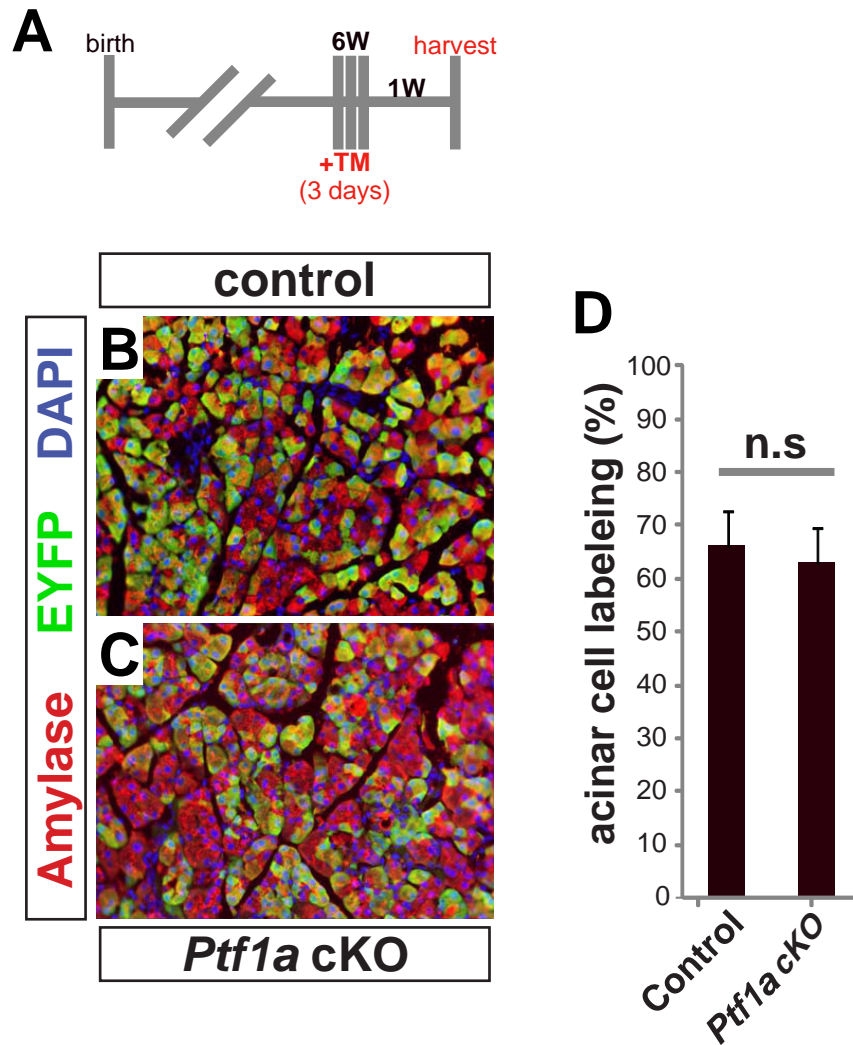 A
birth
6W
harvest
1W
+TM
(3 days)
control
Amylase EYFP DAPI
B
C
Ptf1a cKO
D
acinar cell labeleing (%)
100
90
80
70
60
50
40
30
20
10
0
n.s
Control
Ptf1a cKO